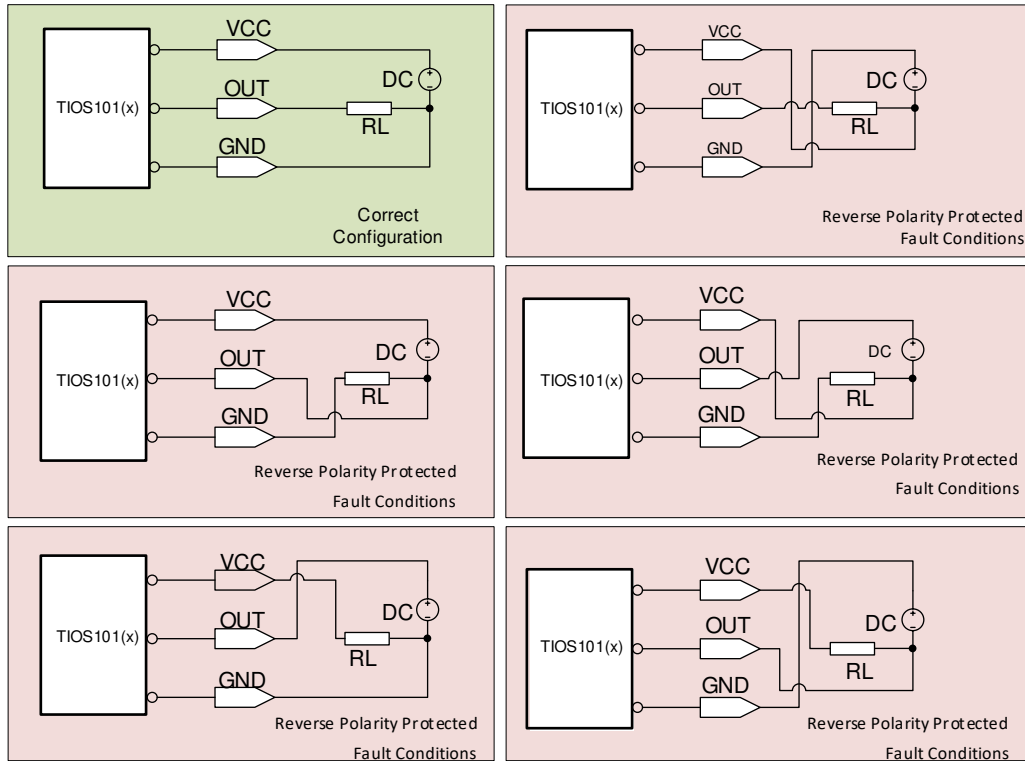 VCC
DC
TIOS101(x)
OUT
RL
GND
Correct
Configuration
VCC
DC
TIOS101(x)
OUT
RL
GND
Reverse Polarity Protected
Fault Conditions
VCC
DC
TIOS101(x)
OUT
RL
GND
Reverse Polarity Protected
Fault Conditions
VCC
DC
TIOS101(x)
OUT
RL
GND
Reverse Polarity Protected
Fault Conditions
VCC
DC
TIOS101(x)
OUT
RL
GND
Reverse Polarity Protected
Fault Conditions
VCC
DC
TIOS101(x)
OUT
RL
GND
Reverse Polarity Protected
Fault Conditions